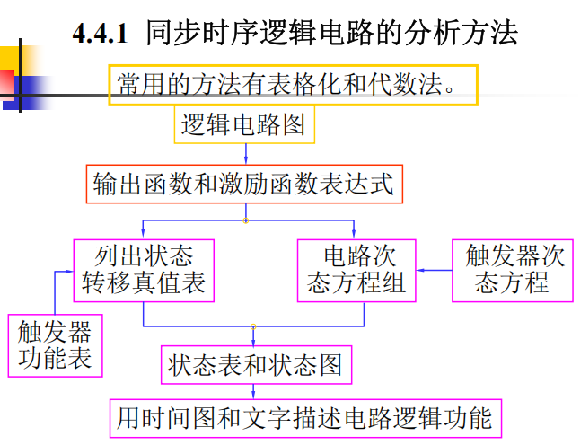 4.4.1 同步时序逻辑电路的分析方法
常用的方法有表格化和代数法。
逻辑电路图
输出函数和激励函数表达式
列出状态
转移真值表
电路次
态方程组
触发器次
态方程
触发器
功能表
状态表和状态图
用时间图和文字描述电路逻辑功能